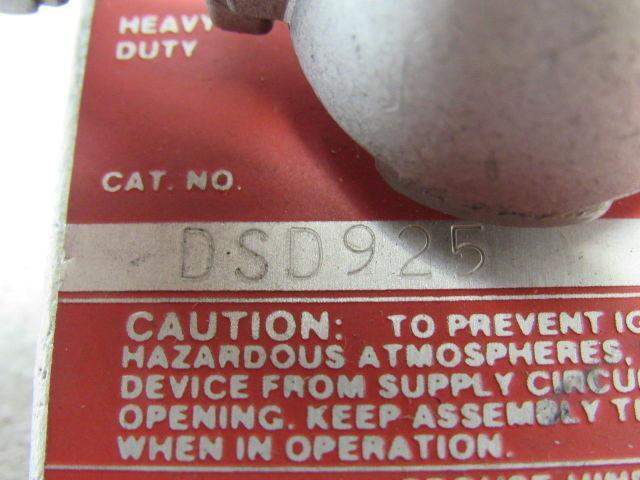 HEAVY
DUTY
CAT. NO.
DSD925
CAUTION: TO PREVENT
HAZARDOUS ATMOSPHERES,
DEVICE FROM SUPPLY
OPENING. KEEP ASSEMBLY
WHEN IN OPERATION.